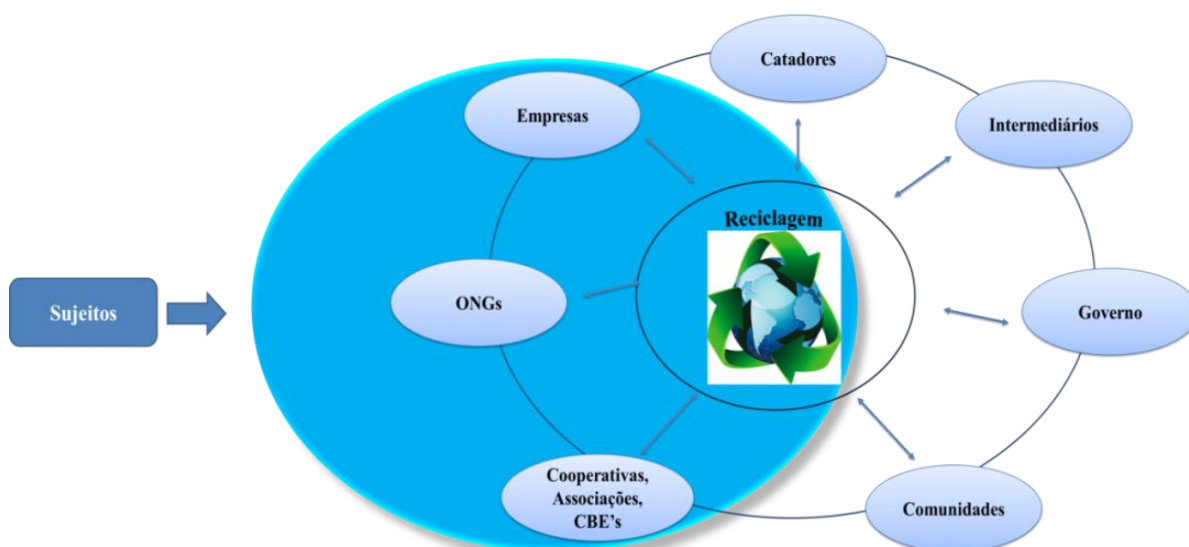 Catadores
Empresas
Intermediários
Reciclagem
Sujeitos
ONGs
Governo
Cooperativas,
Associações,
CBE's
Comunidades